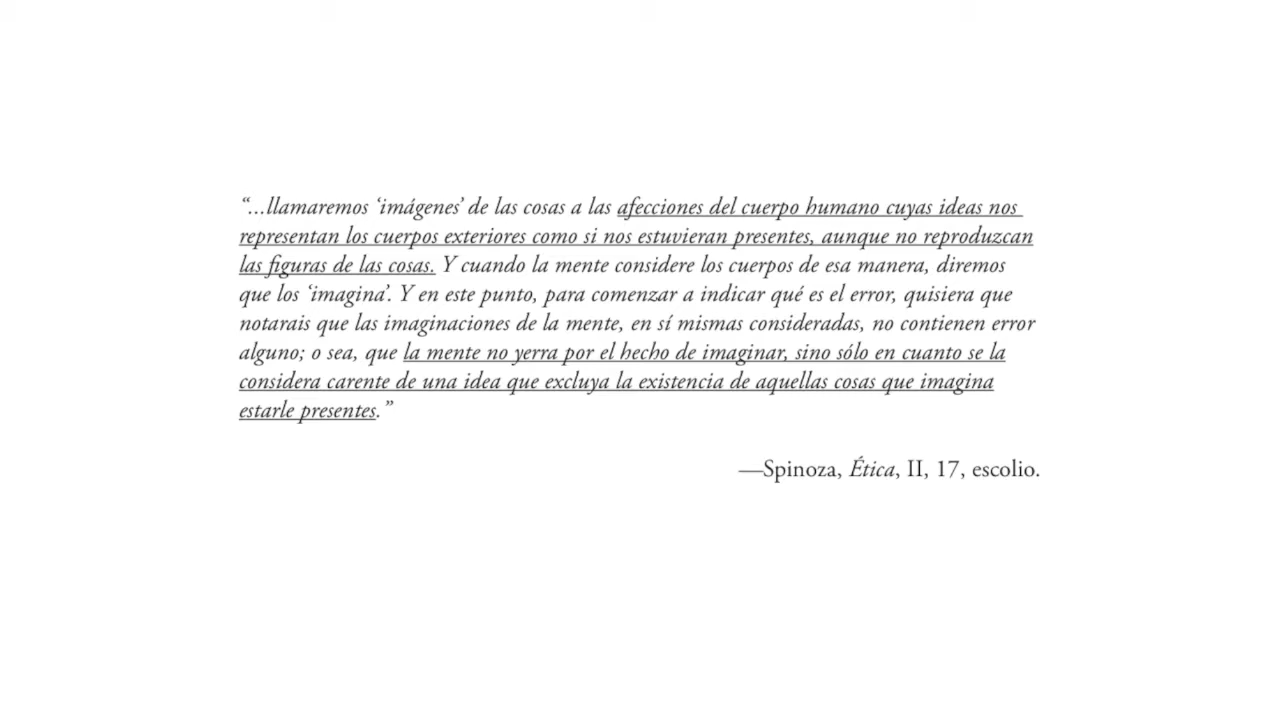 “...llamaremos ‘imágenes’ de las cosas a las afecciones del cuerpo humano cuyas ideas nos
representan los cuerpos exteriores como si nos estuvieran presentes, aunque no reproduzcan
las figuras de las cosas. Y cuando la mente considere los cuerpos de esa manera, diremos
que los ‘imagina’. Y en este punto, para comenzar a indicar qué es el error, quisiera que
notarais que las imaginaciones de la mente, en sí mismas consideradas, no contienen error
alguno; o sea, que la mente no yerra por el hecho de imaginar, sino sólo en cuanto se la
considera carente de una idea que excluya la existencia de aquellas cosas que imagina
estarle presentes.”
—Spinoza, Ética, II, 17, escolio.